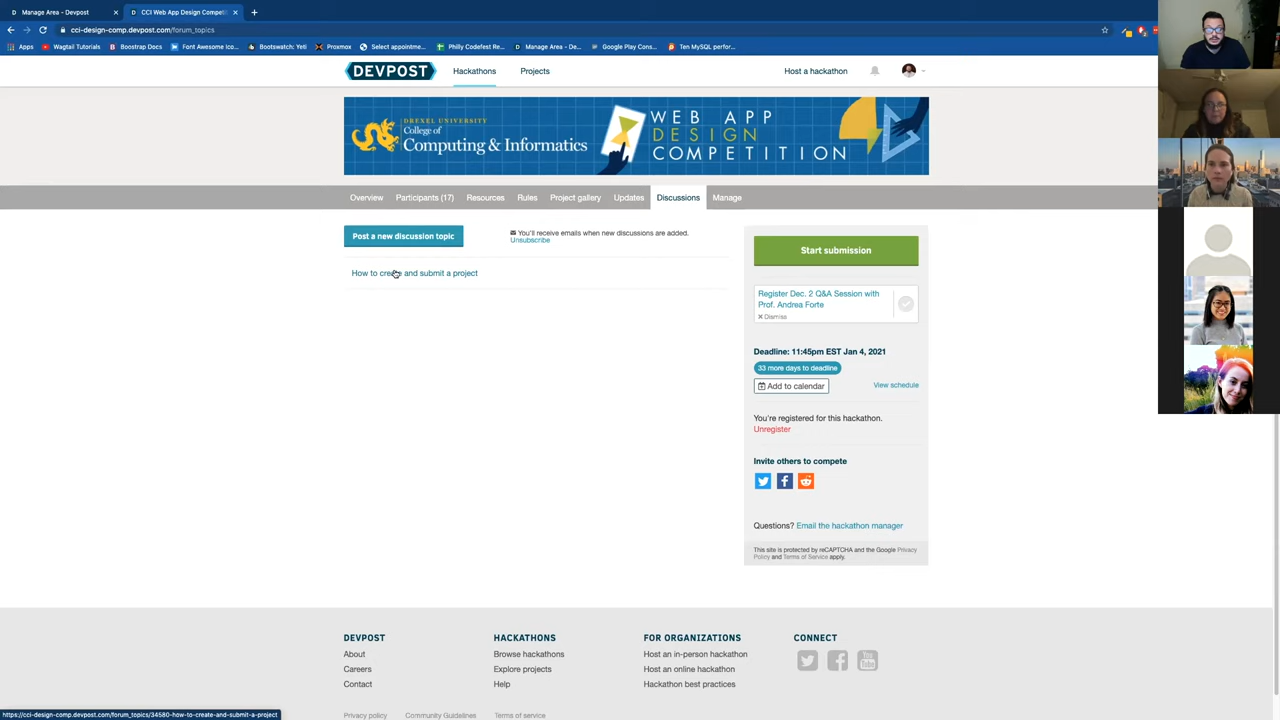 Manage Area - Devpost
CCI Web App Design Competiti
cci-design-comp.devpost.com/forum_topics
Apps
Wagtail Tutorials
Boostrap Docs
Font Awesome Ico...
Bootswatch: Yeti
Proxmox
Select appointme...
Philly Codefest Re...
Manage Area - De...
Google Play Cons...
Ten MySQL perfor...
DEVPOST
Hackathons
Projects
Host a hackathon
DREXEL UNIVERSITY
College of
Computing & Informatics
WEB APP
DESIGN
COMPETITION
Overview
Participants (17)
Resources
Rules
Project gallery
Updates
Discussions
Manage
Post a new discussion topic
You'll receive emails when new discussions are added.
Unsubscribe
How to create and submit a project
Start submission
Register Dec. 2 Q&A Session with
Prof. Andrea Forte
Dismiss
Deadline: 11:45pm EST Jan 4, 2021
33 more days to deadline
Add to calendar
View schedule
You're registered for this hackathon.
Unregister
Invite others to compete
Questions? Email the hackathon manager
This site is protected by reCAPTCHA and the Google Privacy
Policy and Terms of Service apply.
DEVPOST
About
Careers
Contact
HACKATHONS
Browse hackathons
Explore projects
Help
FOR ORGANIZATIONS
Host an in-person hackathon
Host an online hackathon
Hackathon best practices
CONNECT
You
Tube
Privacy policy
Community Guidelines
Terms of service
https://cci-design-comp.devpost.com/forum_topics/34580-how-to-create-and-submit-a-project